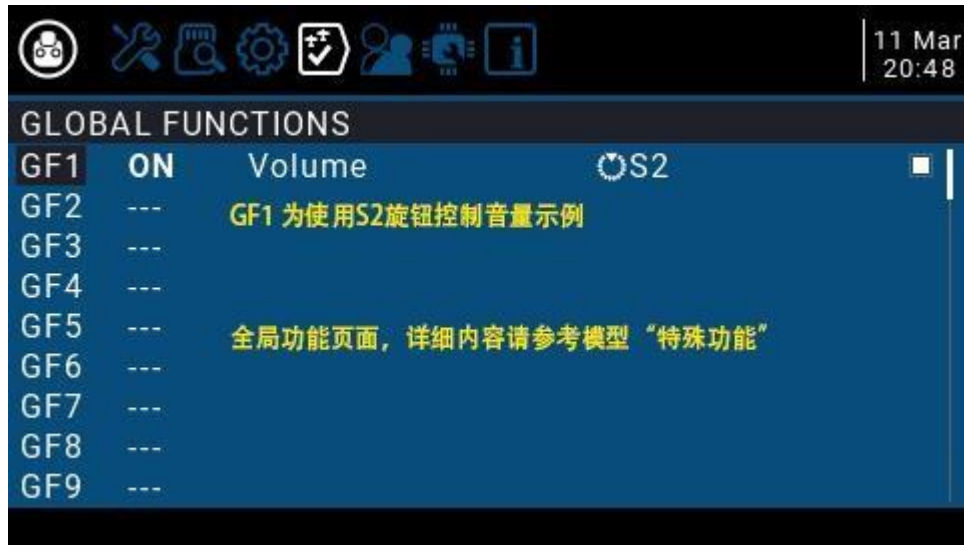 11 Mar
20:48
GLOBAL FUNCTIONS
GF1 ON Volume S2
GF2 ---
GF1 为使用S2旋钮控制音量示例
GF3 ---
GF4 ---
GF5 ---
全局功能页面，详细内容请参考模型“特殊功能”
GF6 ---
GF7 ---
GF8 ---
GF9 ---